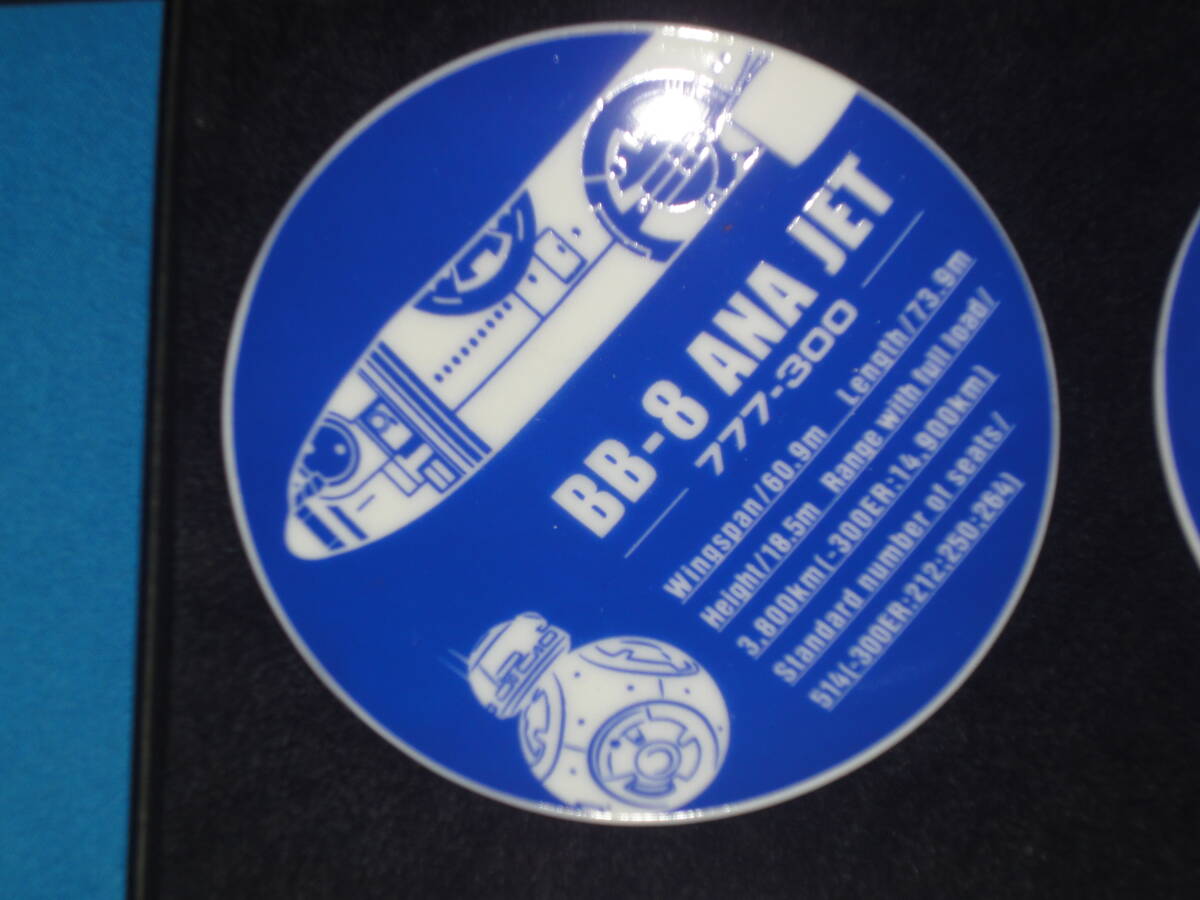 BB-8 ANA JET
777-300
Wingspan/60.9m Length/73.9m
Height/18.5m Range with full load/
3,800km(-300ER:14,900km)
Standard number of seats/
514(-300ER:212;250;264)